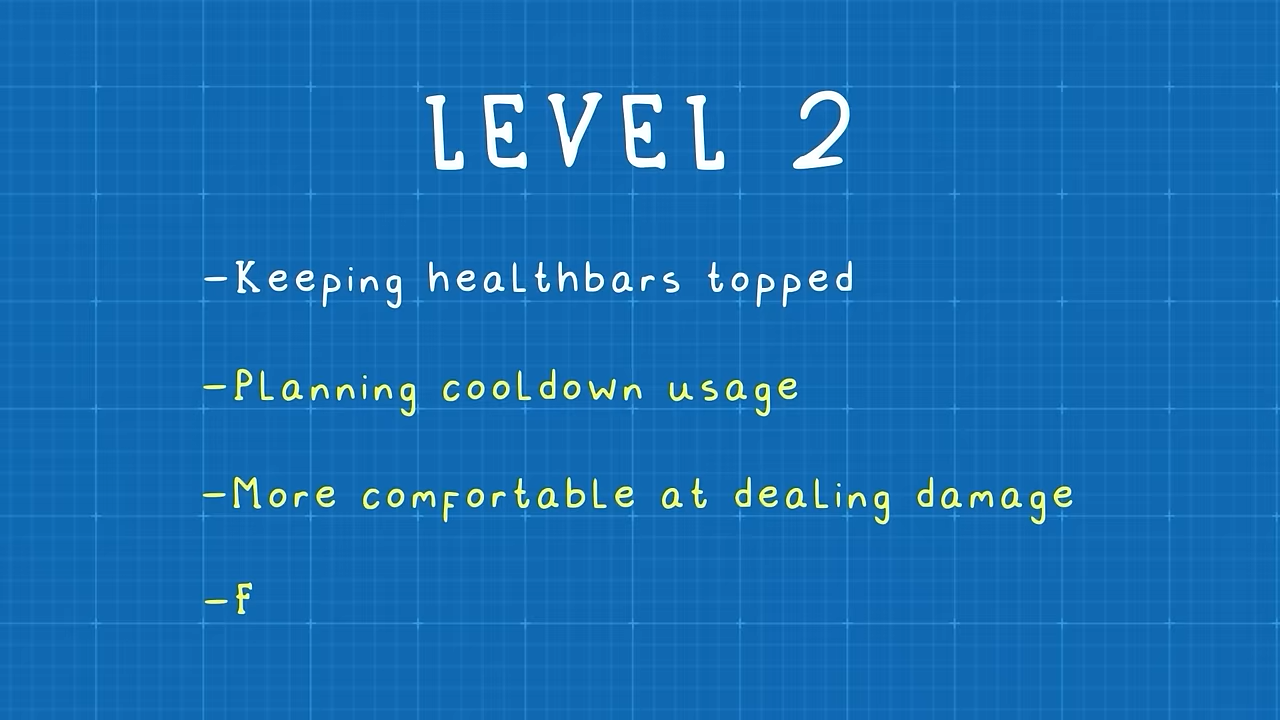 LEVEL 2
-Keeping healthbars topped
-Planning cooldown usage
-More comfortable at dealing damage
-F